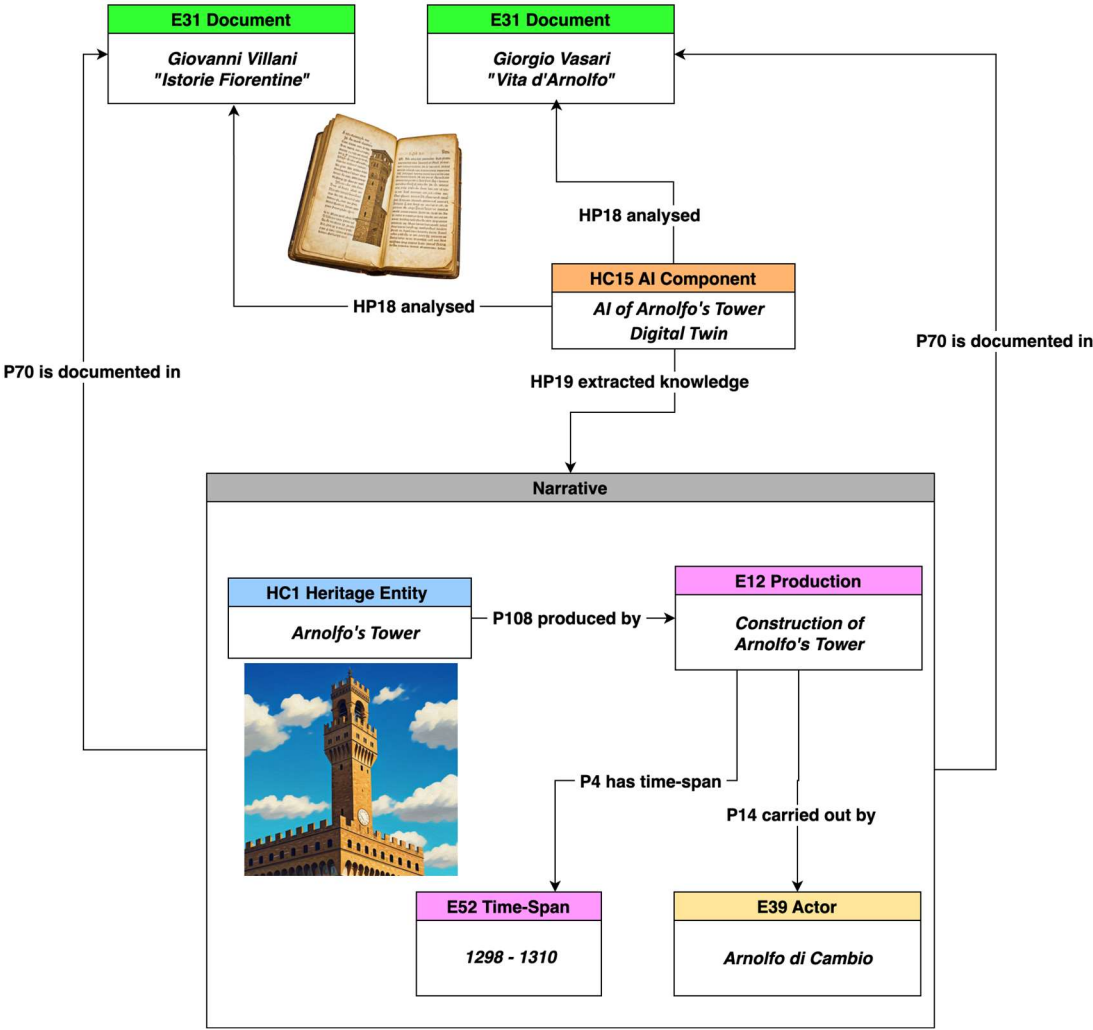 E31 Document
Giovanni Villani
"Istorie Fiorentine"
E31 Document
Giorgio Vasari
"Vita d'Arnolfo"
HP18 analysed
HC15 AI Component
AI of Arnolfo's Tower
Digital Twin
HP18 analysed
P70 is documented in
P70 is documented in
HP19 extracted knowledge
Narrative
HC1 Heritage Entity
Arnolfo's Tower
P108 produced by
E12 Production
Construction of
Arnolfo's Tower
P4 has time-span
P14 carried out by
E52 Time-Span
1298 - 1310
E39 Actor
Arnolfo di Cambio